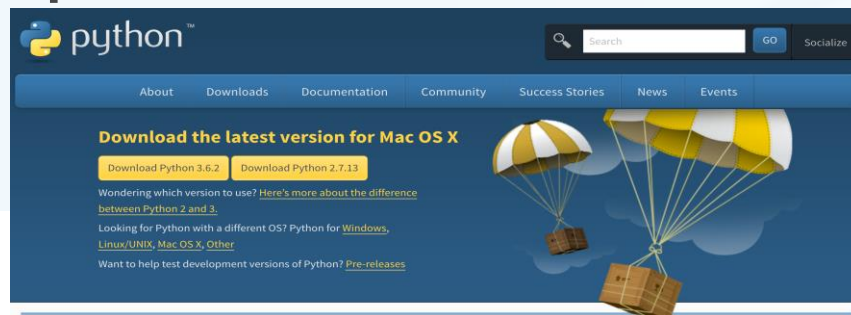 python™
Search
GO
Socialize
About Downloads Documentation Community Success Stories News Events
Download the latest version for Mac OS X
Download Python 3.6.2 Download Python 2.7.13
Wondering which version to use? Here's more about the difference
between Python 2 and 3.
Looking for Python with a different OS? Python for Windows,
Linux/UNIX, Mac OS X, Other
Want to help test development versions of Python? Pre-releases